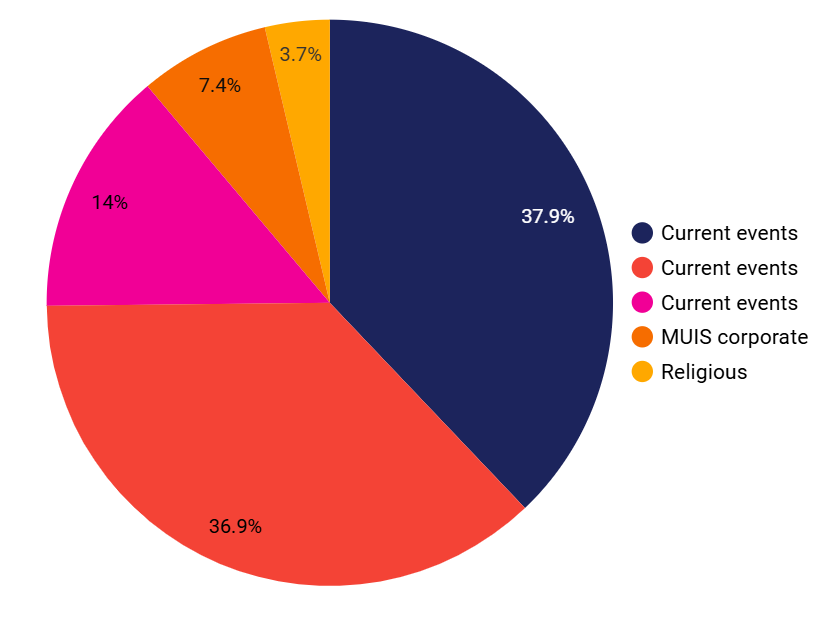 3.7%
7.4%
14%
37.9%
36.9%
Current events
Current events
Current events
MUIS corporate
Religious